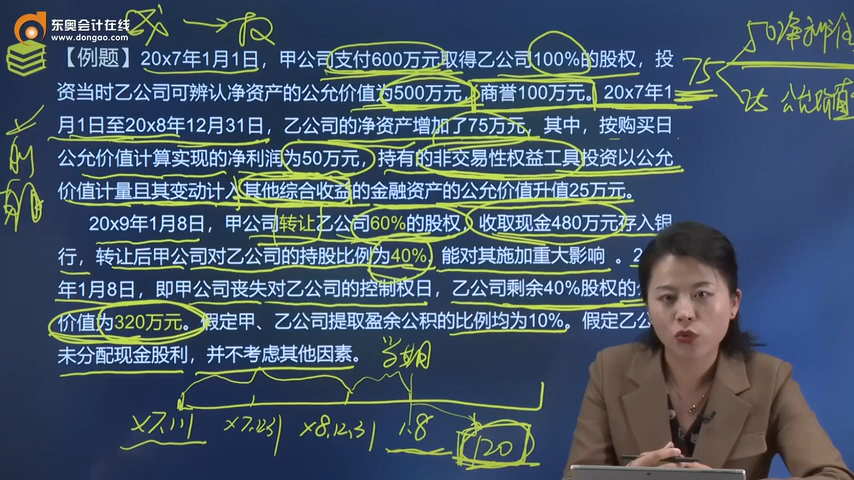 东奥会计在线
www.dongao.com
【例题】20x7年1月1日，甲公司支付600万元取得乙公司100%的股权，投
资当时乙公司可辨认净资产的公允价值为500万元，商誉100万元。20x7年1
月1日至20x8年12月31日，乙公司的净资产增加了75万元，其中，按购买日
公允价值计算实现的净利润为50万元，持有的非交易性权益工具投资以公允
价值计量且其变动计入其他综合收益的金融资产的公允价值升值25万元。
20x9年1月8日，甲公司转让乙公司60%的股权，收取现金480万元存入银
行，转让后甲公司对乙公司的持股比例为40%，能对其施加重大影响 。2
年1月8日，即甲公司丧失对乙公司的控制权日，乙公司剩余40%股权的
价值为320万元。假定甲、乙公司提取盈余公积的比例均为10%。假定乙公
未分配现金股利，并不考虑其他因素。
75
50净利
25 公允价值
当期
x7.1.1 x7.12.31 x8.12.31 1.8 120